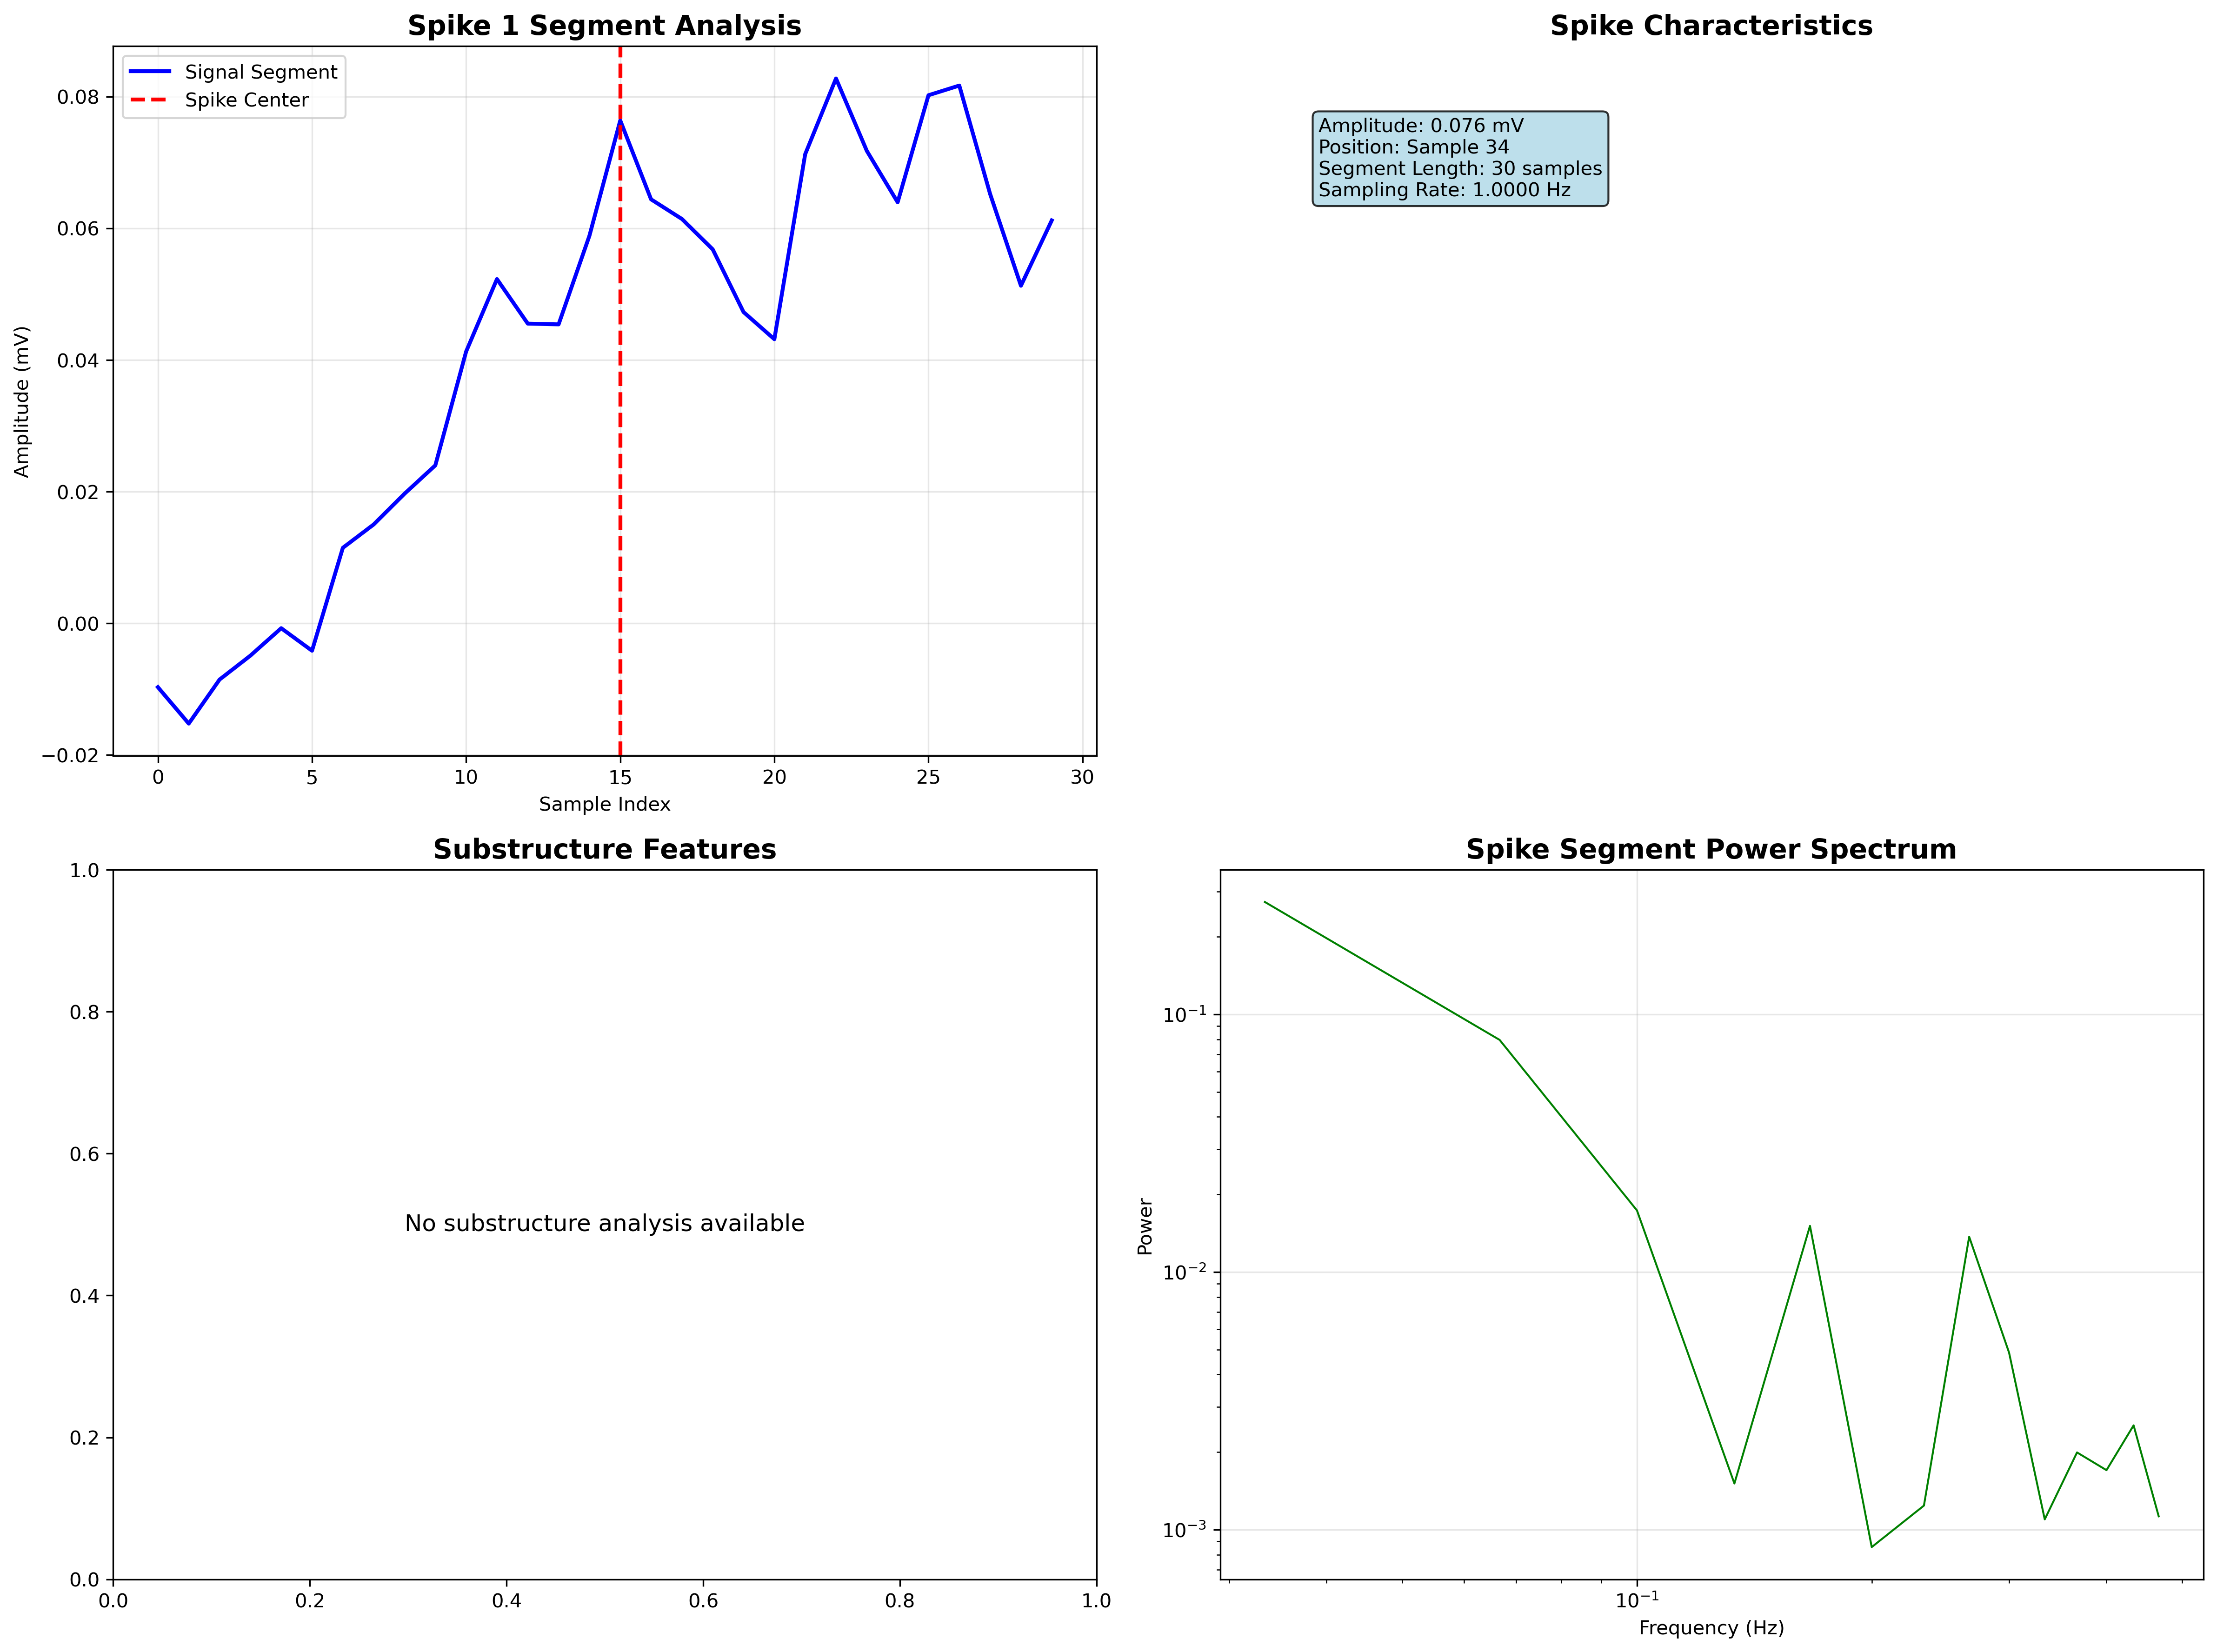 Spike 1 Segment Analysis
Signal Segment
Spike Center
0.08
0.06
0.04
0.02
0.00
−0.02
Amplitude (mV)
0 5 10 15 20 25 30
Sample Index
Spike Characteristics
Amplitude: 0.076 mV
Position: Sample 34
Segment Length: 30 samples
Sampling Rate: 1.0000 Hz
Substructure Features
1.0
0.8
0.6
0.4
0.2
0.0
No substructure analysis available
0.0 0.2 0.4 0.6 0.8 1.0
Spike Segment Power Spectrum
10⁻¹
10⁻²
10⁻³
Power
10⁻¹
Frequency (Hz)